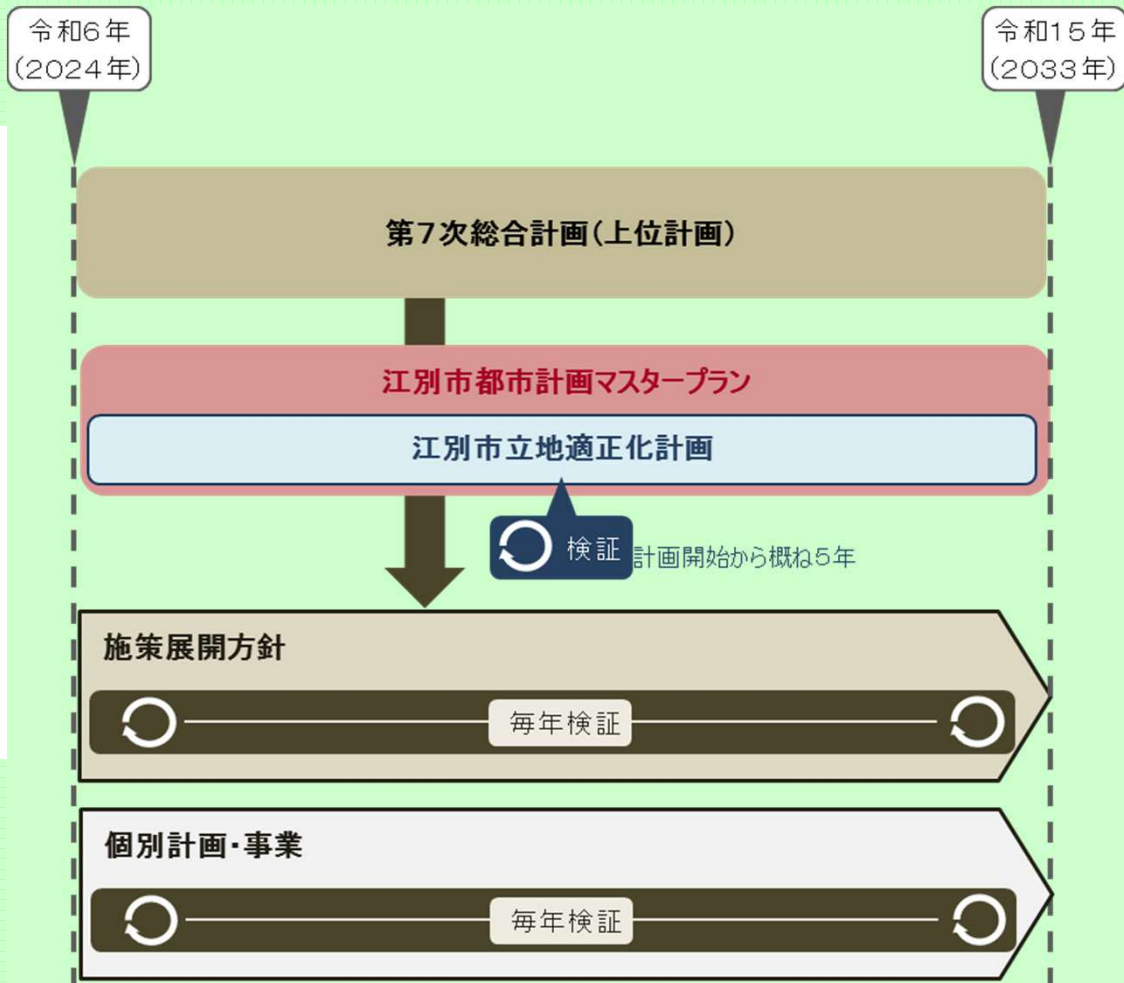 令和6年
(2024年)
令和15年
(2033年)
第7次総合計画(上位計画)
江別市都市計画マスタープラン
江別市立地適正化計画
検証
計画開始から概ね5年
施策展開方針
毎年検証
個別計画・事業
毎年検証